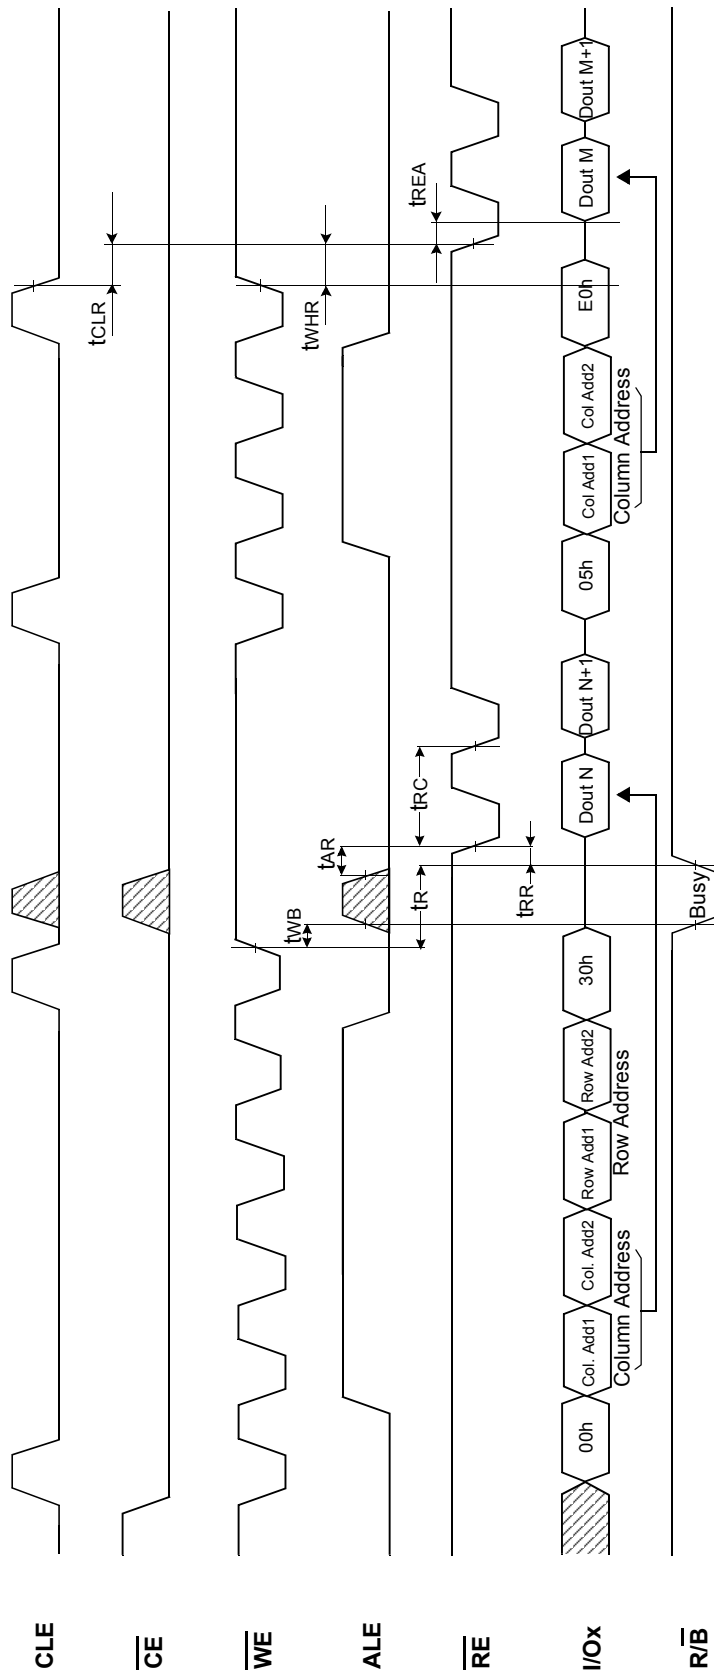 CLE
tCLR
CE
WE
tWB
tWHR
ALE
tAR
RE
tR
tRC
tREA
tRR
I/Ox
00h
Col. Add1
Col. Add2
Row Add1
Row Add2
30h
Dout N
Dout N+1
05h
Col Add1
Col Add2
E0h
Dout M
Dout M+1
Column Address
Row Address
Column Address
R/B
Busy